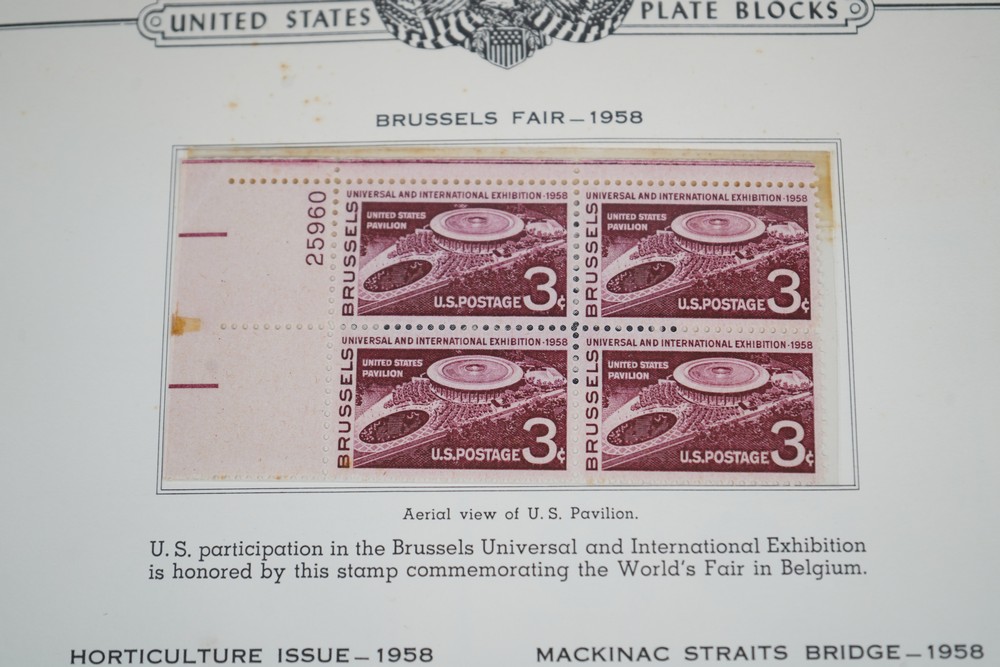 UNITED STATES PLATE BLOCKS
BRUSSELS FAIR — 1958
25960
UNIVERSAL AND INTERNATIONAL EXHIBITION · 1958
BRUSSELS
UNITED STATES
PAVILION
U.S. POSTAGE 3¢
UNIVERSAL AND INTERNATIONAL EXHIBITION · 1958
BRUSSELS
UNITED STATES
PAVILION
U.S. POSTAGE 3¢
UNIVERSAL AND INTERNATIONAL EXHIBITION · 1958
BRUSSELS
UNITED STATES
PAVILION
U.S. POSTAGE 3¢
UNIVERSAL AND INTERNATIONAL EXHIBITION · 1958
BRUSSELS
UNITED STATES
PAVILION
U.S. POSTAGE 3¢
Aerial view of U. S. Pavilion.
U. S. participation in the Brussels Universal and International Exhibition
is honored by this stamp commemorating the World's Fair in Belgium.
HORTICULTURE ISSUE — 1958
MACKINAC STRAITS BRIDGE — 1958